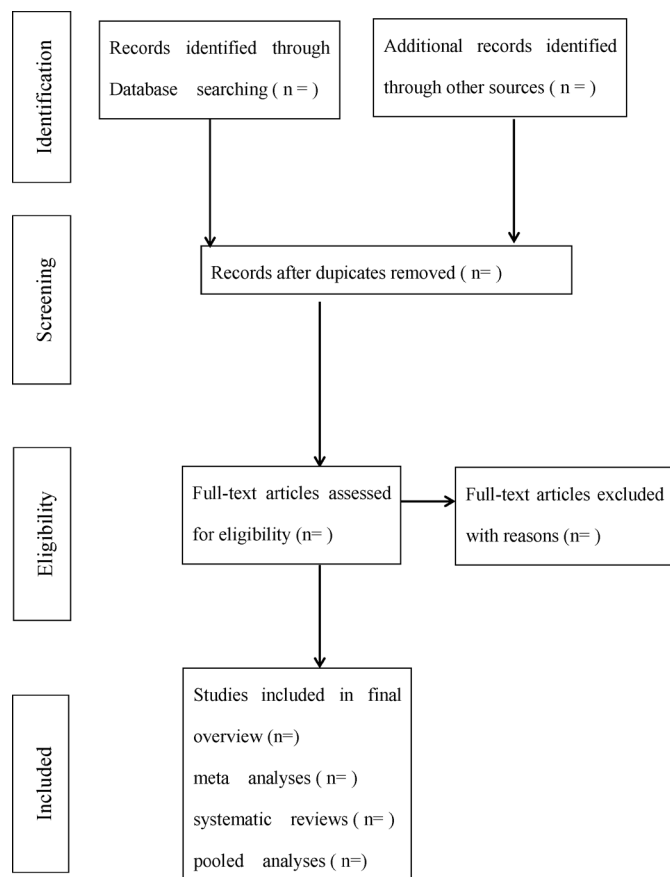 Identification
Records identified through
Database searching ( n = )
Additional records identified
through other sources ( n = )
Screening
Records after dupicates removed ( n= )
Eligibility
Full-text articles assessed
for eligibility (n= )
Full-text articles excluded
with reasons (n= )
Included
Studies included in final
overview (n=)
meta analyses ( n= )
systematic reviews ( n= )
pooled analyses ( n=)